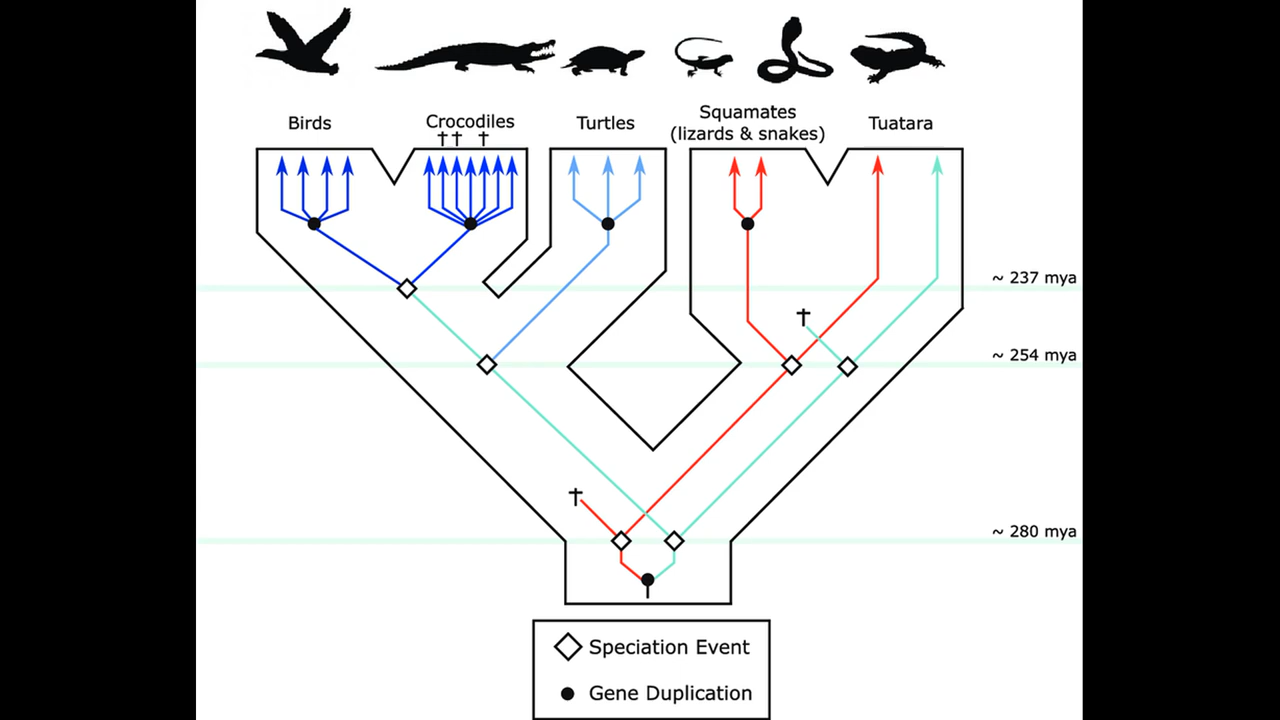 Birds
Crocodiles
Turtles
Squamates
(lizards & snakes)
Tuatara
†† †
~ 237 mya
†
~ 254 mya
†
~ 280 mya
Speciation Event
Gene Duplication